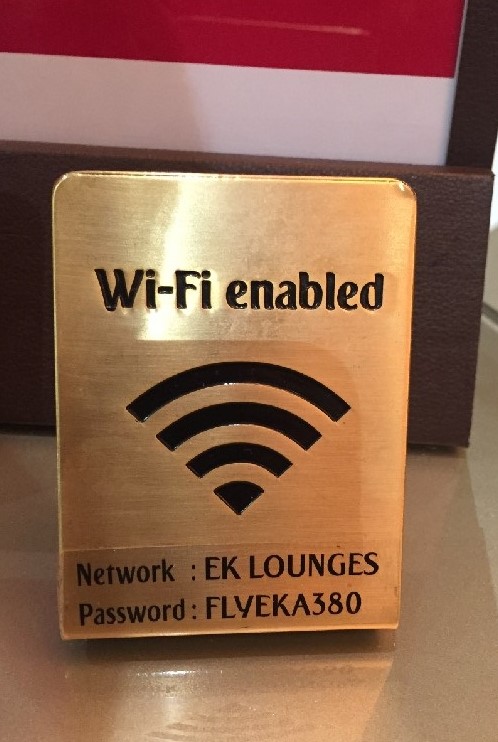 Wi-Fi enabled
Network : EK LOUNGES
Password : FLYEKA380